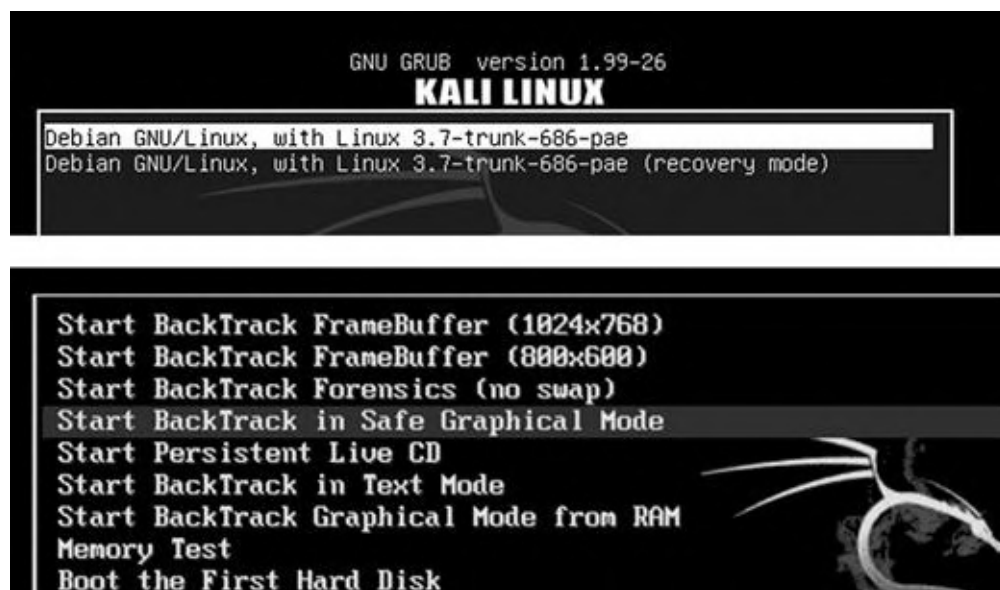 GNU GRUB version 1.99-26
KALI LINUX
Debian GNU/Linux, with Linux 3.7-trunk-686-pae
Debian GNU/Linux, with Linux 3.7-trunk-686-pae (recovery mode)
Start BackTrack FrameBuffer (1024x768)
Start BackTrack FrameBuffer (800x600)
Start BackTrack Forensics (no swap)
Start BackTrack in Safe Graphical Mode
Start Persistent Live CD
Start BackTrack in Text Mode
Start BackTrack Graphical Mode from RAM
Memory Test
Boot the First Hard Disk